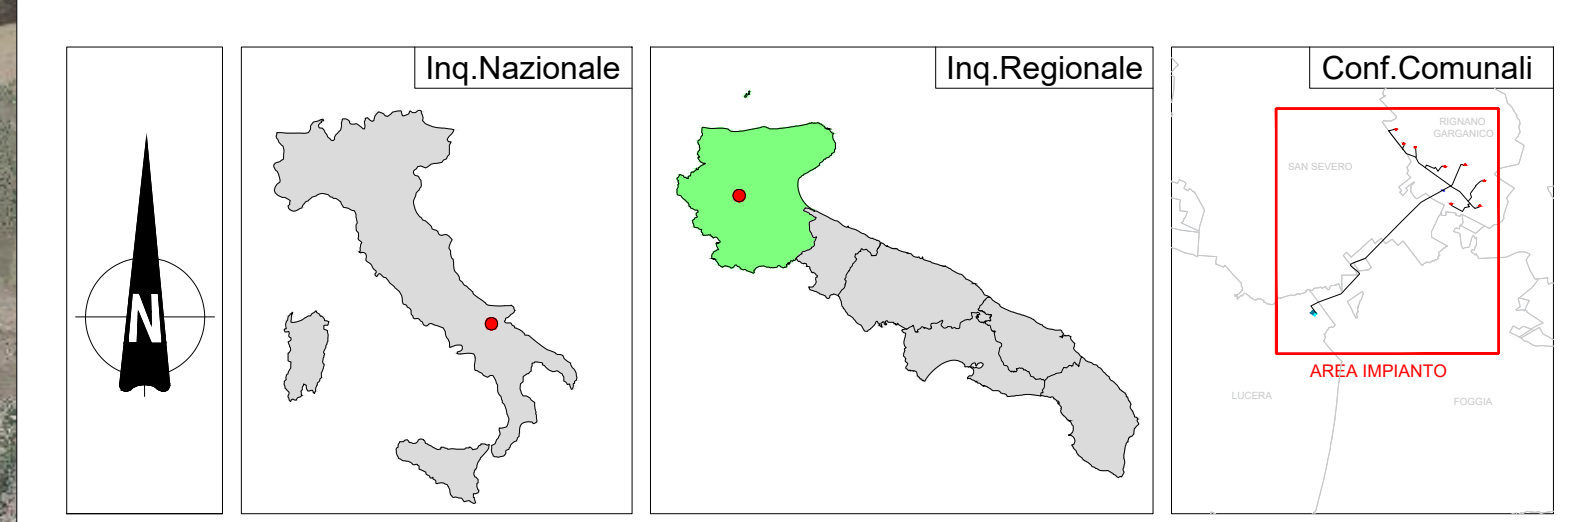 N
Inq.Nazionale
Inq.Regionale
Conf.Comunali
RIGNANO
GARGANICO
SAN SEVERO
AREA IMPIANTO
LUCERA
FOGGIA